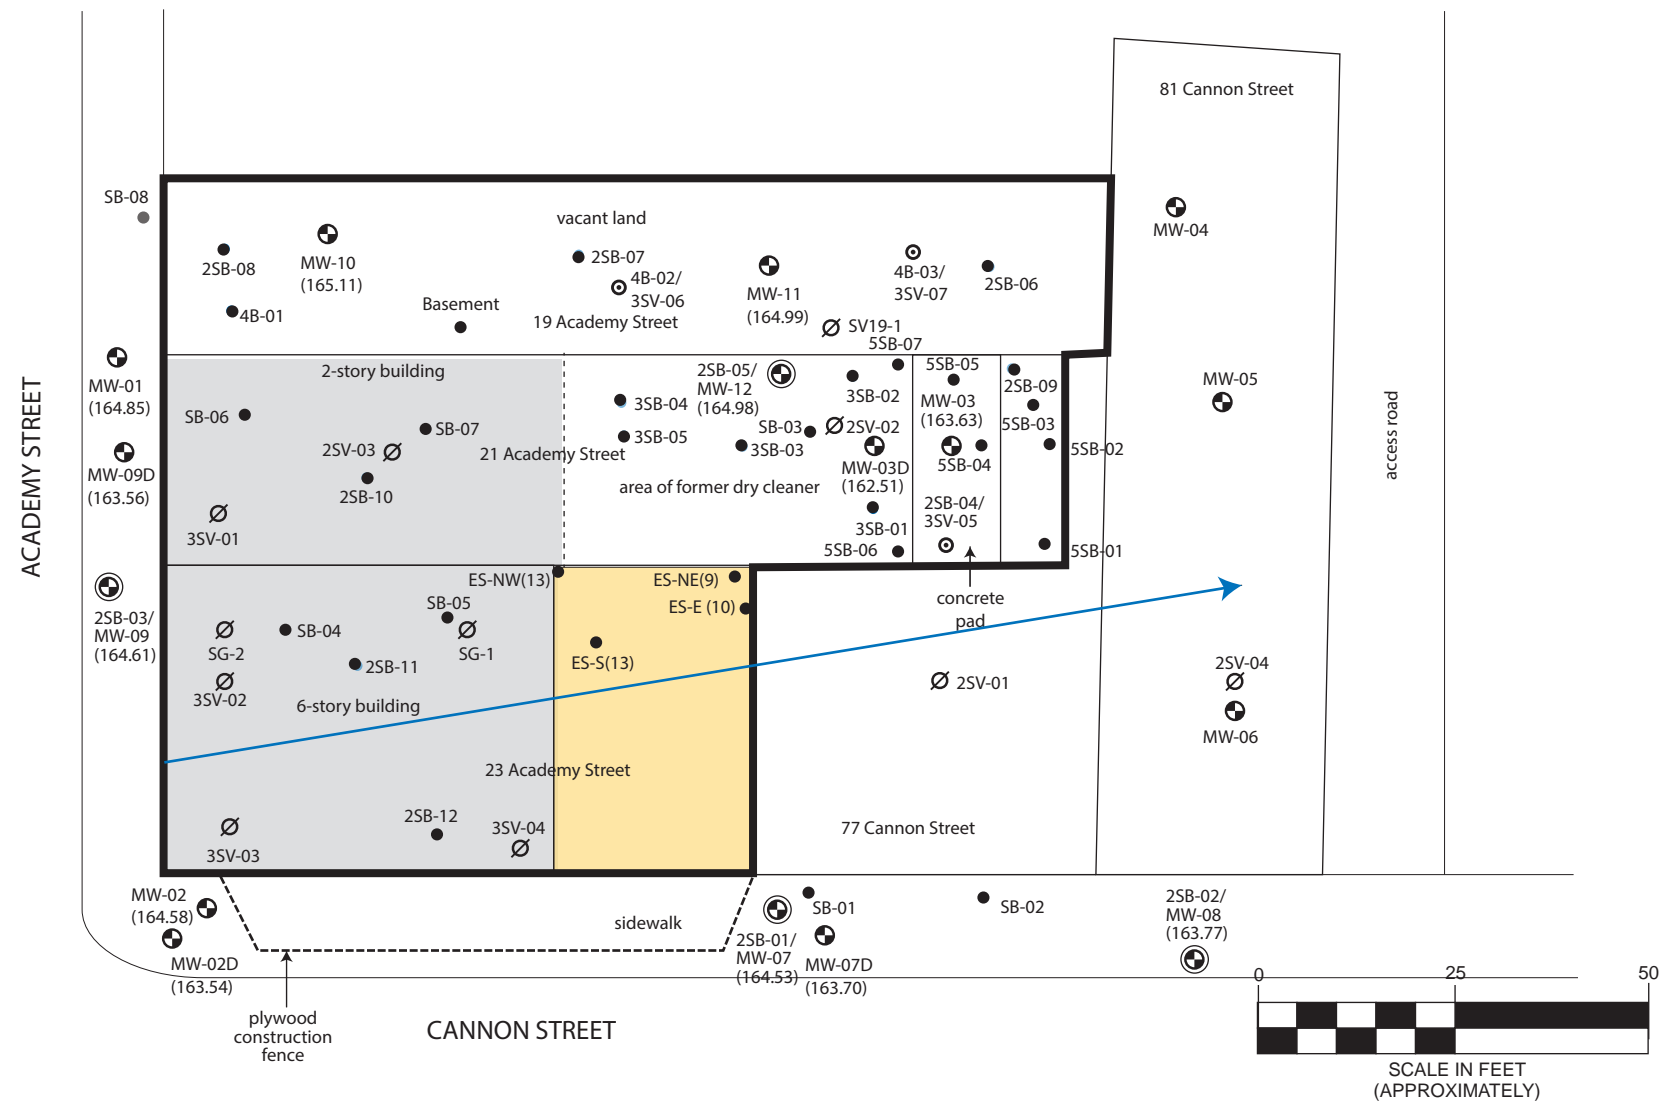 81 Cannon Street
SB-08
vacant land
MW-04
2SB-08
MW-10
(165.11)
2SB-07
4B-02/
3SV-06
MW-11
(164.99)
4B-03/
3SV-07
2SB-06
4B-01
Basement
19 Academy Street
SV19-1
5SB-07
ACADEMY STREET
MW-01
(164.85)
2-story building
2SB-05/
MW-12
(164.98)
3SB-02
5SB-05
MW-03
(163.63)
2SB-09
5SB-03
MW-05
access road
SB-06
SB-07
3SB-04
3SB-05
SB-03
3SB-03
2SV-02
5SB-02
MW-09D
(163.56)
2SV-03
2SB-10
21 Academy Street
area of former dry cleaner
MW-03D
(162.51)
5SB-04
3SV-01
3SB-01
2SB-04/
3SV-05
5SB-06
5SB-01
ES-NW(13)
ES-NE(9)
ES-E (10)
concrete
pad
2SB-03/
MW-09
(164.61)
SG-2
SB-04
SB-05
SG-1
2SB-11
ES-S(13)
3SV-02
2SV-01
2SV-04
MW-06
6-story building
23 Academy Street
77 Cannon Street
3SV-03
2SB-12
3SV-04
MW-02
(164.58)
MW-02D
(163.54)
sidewalk
SB-01
SB-02
2SB-01/
MW-07
(164.53)
MW-07D
(163.70)
2SB-02/
MW-08
(163.77)
plywood
construction
fence
CANNON STREET
0 25 50
SCALE IN FEET
(APPROXIMATELY)